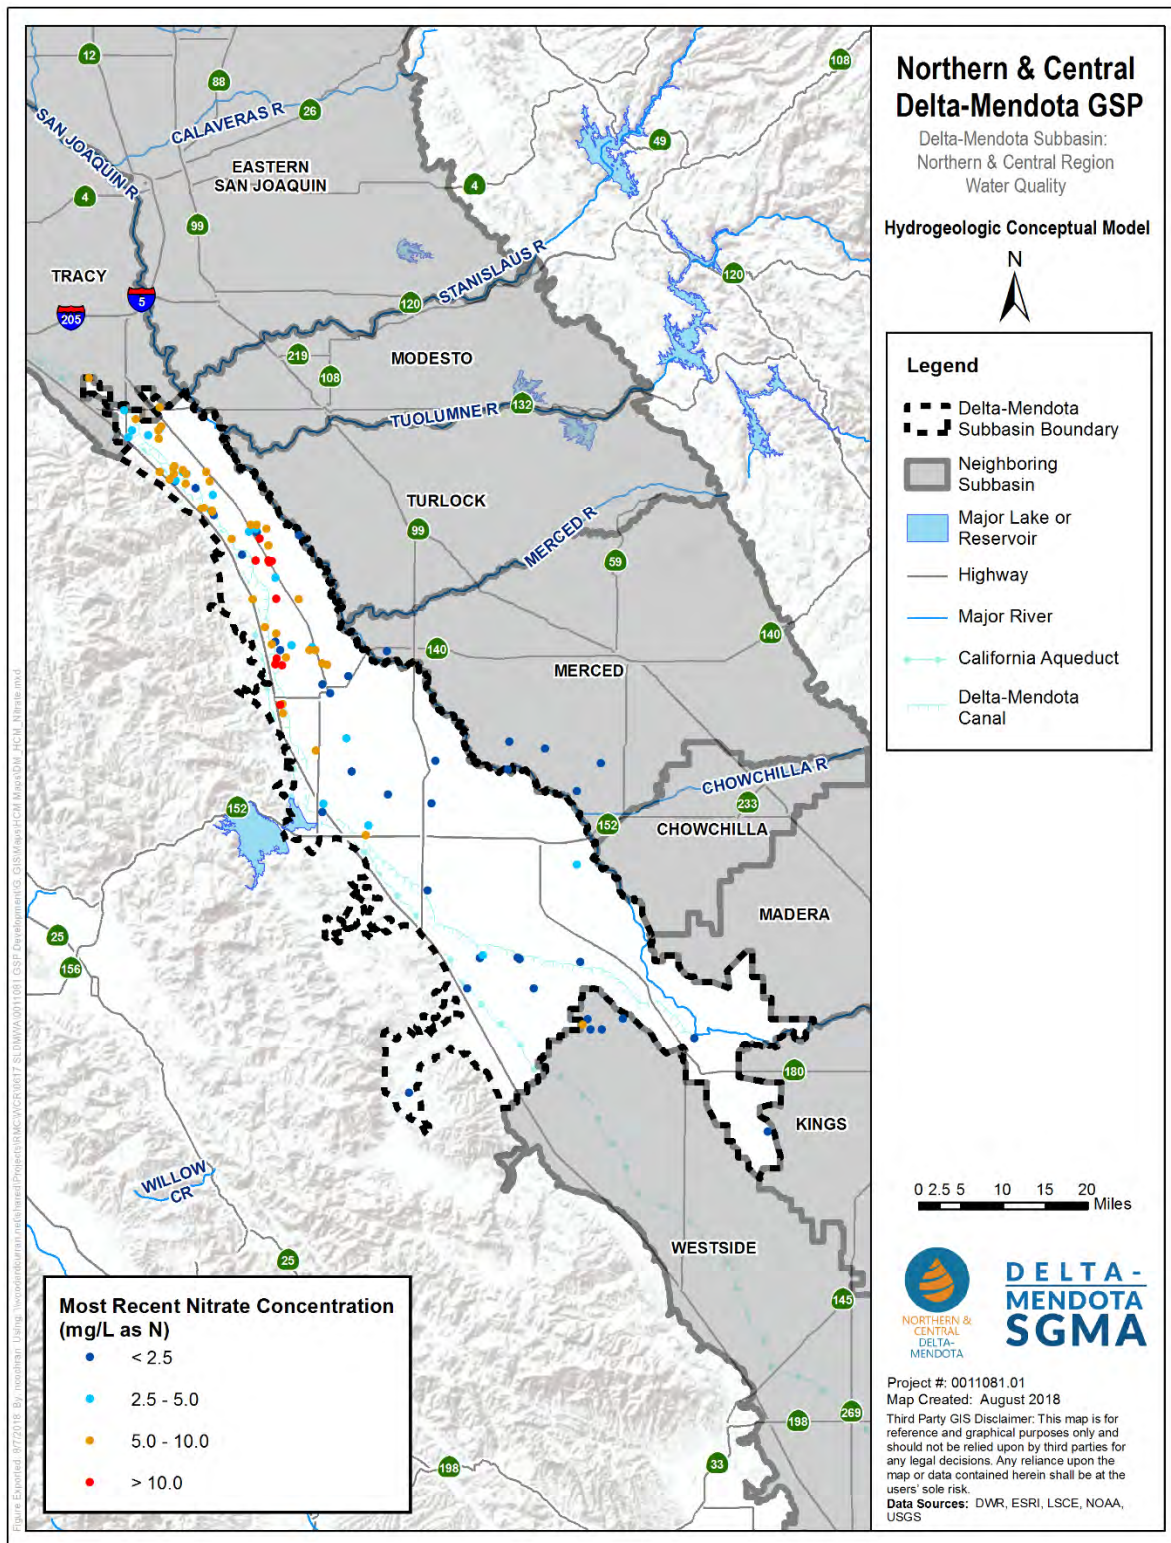 Northern & Central
Delta-Mendota GSP
Delta-Mendota Subbasin:
Northern & Central Region
Water Quality
Hydrogeologic Conceptual Model
N
Legend
Delta-Mendota
Subbasin Boundary
Neighboring
Subbasin
Major Lake or
Reservoir
Highway
Major River
California Aqueduct
Delta-Mendota
Canal
0 2.5 5 10 15 20
Miles
NORTHERN &
CENTRAL
DELTA-
MENDOTA
DELTA-
MENDOTA
SGMA
Project #: 0011081.01
Map Created: August 2018
Third Party GIS Disclaimer: This map is for
reference and graphical purposes only and
should not be relied upon by third parties for
any legal decisions. Any reliance upon the
map or data contained herein shall be at the
users' sole risk.
Data Sources: DWR, ESRI, LSCE, NOAA,
USGS
12
88
26
108
49
4
4
99
SAN JOAQUIN R
CALAVERAS R
EASTERN
SAN JOAQUIN
TRACY
205
5
120
STANISLAUS R
120
219
108
MODESTO
132
TUOLUMNE R
TURLOCK
99
MERCED R
59
140
140
MERCED
152
CHOWCHILLA R
233
152
CHOWCHILLA
MADERA
25
156
180
KINGS
WILLOW
CR
25
WESTSIDE
145
198
269
33
198
Most Recent Nitrate Concentration
(mg/L as N)
< 2.5
2.5 - 5.0
5.0 - 10.0
> 10.0